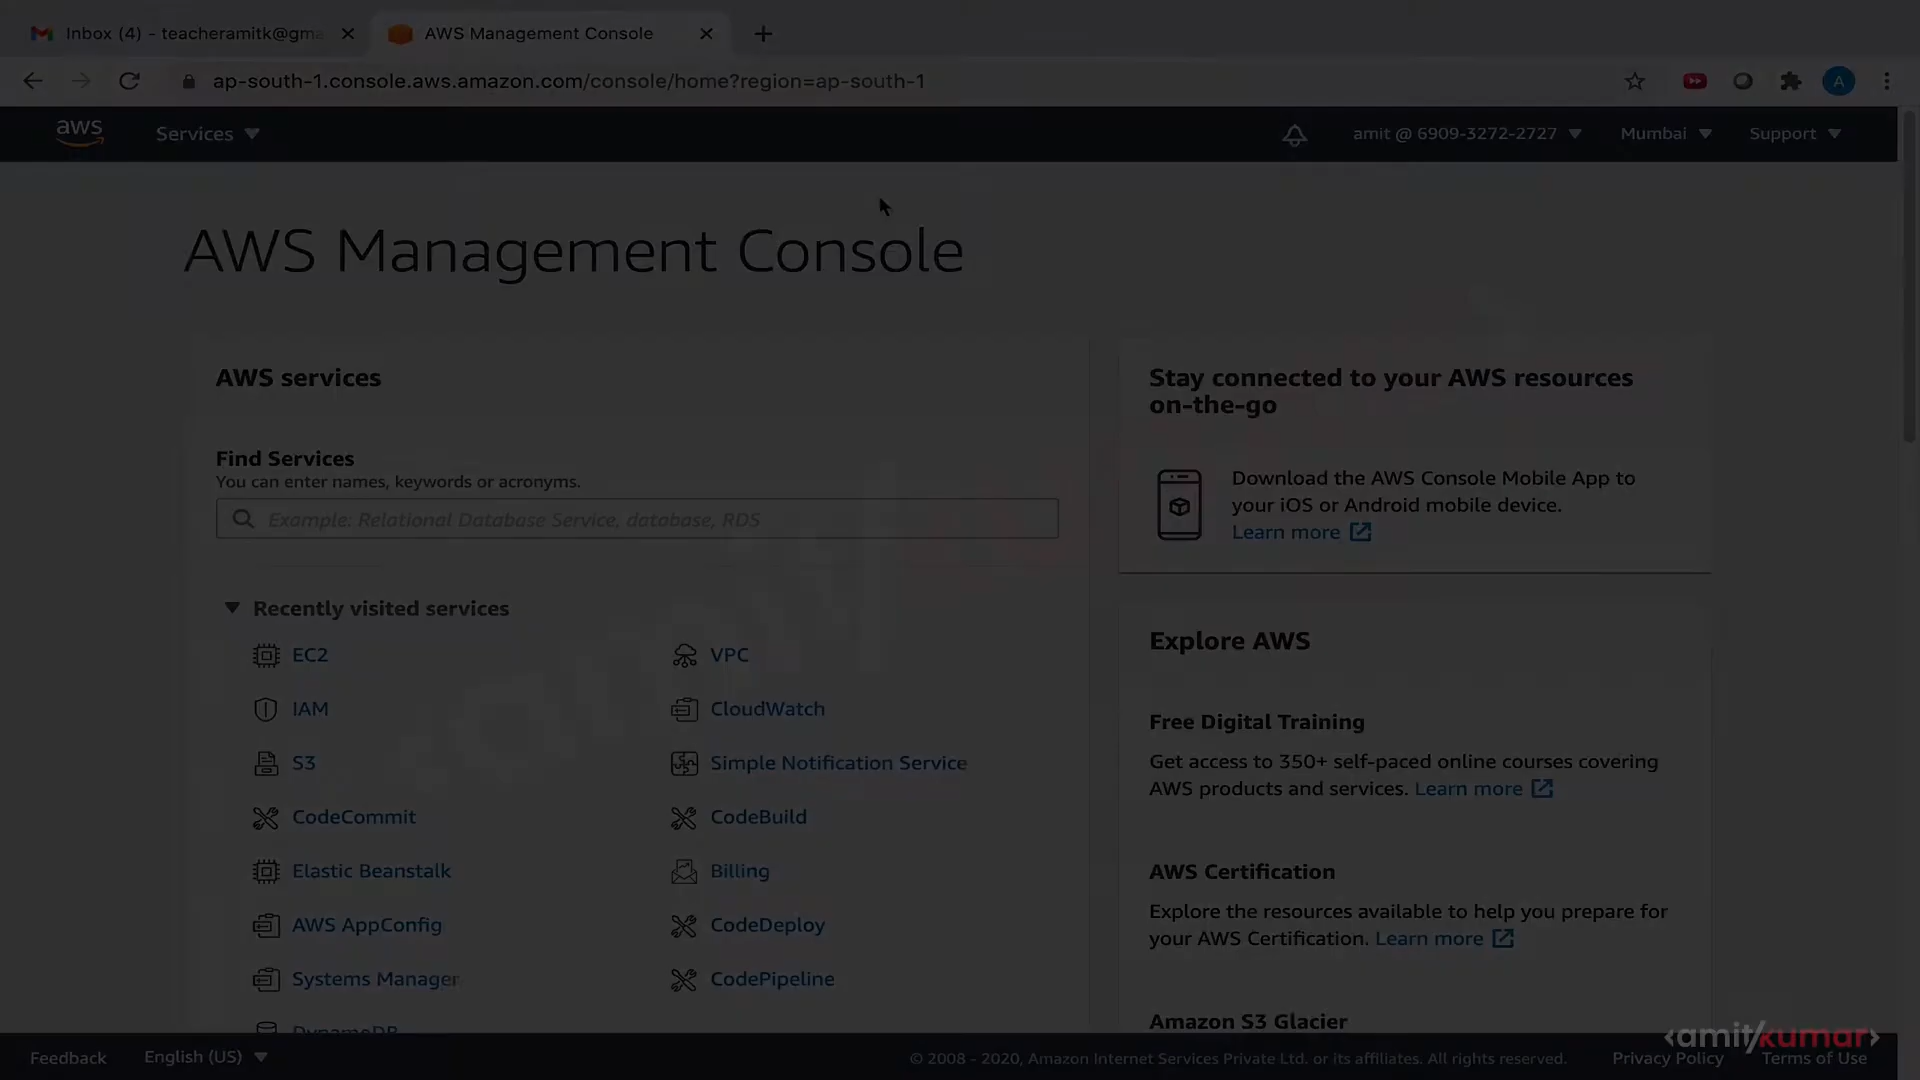 Inbox (4) - teacheramitk@gma
AWS Management Console
ap-south-1.console.aws.amazon.com/console/home?region=ap-south-1
A
aws
Services
amit @ 6909-3272-2727
Mumbai
Support
AWS Management Console
AWS services
Find Services
You can enter names, keywords or acronyms.
Example: Relational Database Service, database, RDS
Recently visited services
EC2
VPC
IAM
CloudWatch
S3
Simple Notification Service
CodeCommit
CodeBuild
Elastic Beanstalk
Billing
AWS AppConfig
CodeDeploy
Systems Manager
CodePipeline
DynamoDB
Stay connected to your AWS resources
on-the-go
Download the AWS Console Mobile App to
your iOS or Android mobile device.
Learn more
Explore AWS
Free Digital Training
Get access to 350+ self-paced online courses covering
AWS products and services. Learn more
AWS Certification
Explore the resources available to help you prepare for
your AWS Certification. Learn more
Amazon S3 Glacier
<amit/kumar>
Feedback
English (US)
© 2008 - 2020, Amazon Internet Services Private Ltd. or its affiliates. All rights reserved.
Privacy Policy
Terms of Use